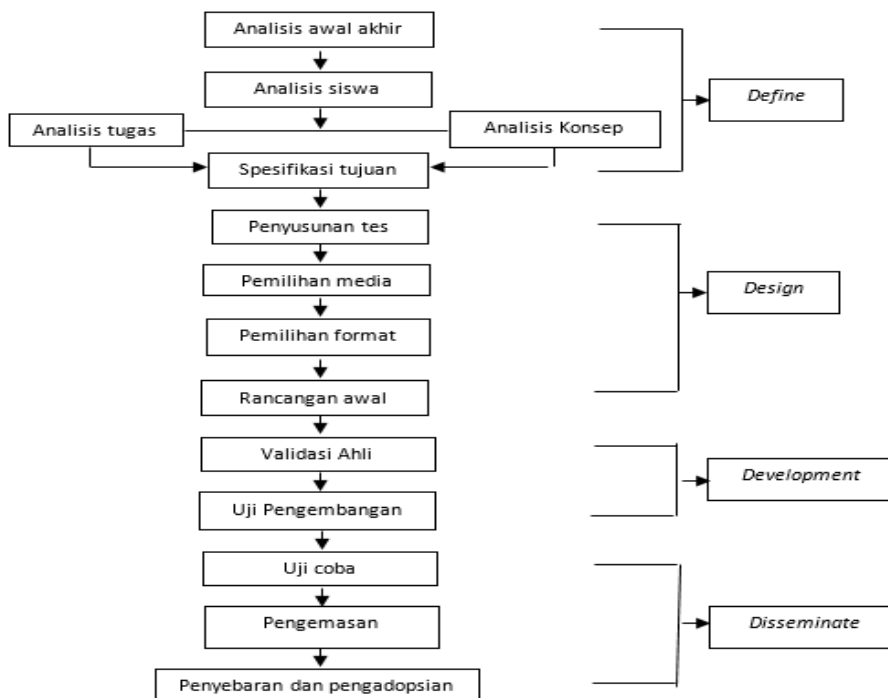 Analisis awal akhir
Analisis siswa
Define
Analisis tugas
Analisis Konsep
Spesifikasi tujuan
Penyusunan tes
Pemilihan media
Design
Pemilihan format
Rancangan awal
Validasi Ahli
Development
Uji Pengembangan
Uji coba
Pengemasan
Disseminate
Penyebaran dan pengadopsian